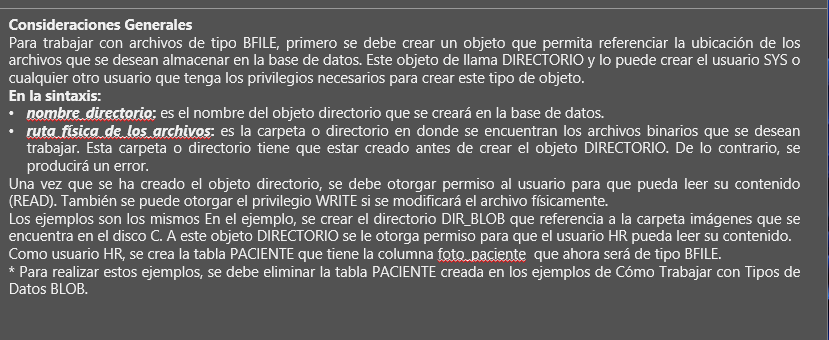 Consideraciones Generales
Para trabajar con archivos de tipo BFILE, primero se debe crear un objeto que permita referenciar la ubicación de los
archivos que se desean almacenar en la base de datos. Este objeto de llama DIRECTORIO y lo puede crear el usuario SYS o
cualquier otro usuario que tenga los privilegios necesarios para crear este tipo de objeto.
En la sintaxis:
• nombre_directorio: es el nombre del objeto directorio que se creará en la base de datos.
• ruta_física_de_los_archivos: es la carpeta o directorio en donde se encuentran los archivos binarios que se desean
trabajar. Esta carpeta o directorio tiene que estar creado antes de crear el objeto DIRECTORIO. De lo contrario, se
producirá un error.
Una vez que se ha creado el objeto directorio, se debe otorgar permiso al usuario para que pueda leer su contenido
(READ). También se puede otorgar el privilegio WRITE si se modificará el archivo físicamente.
Los ejemplos son los mismos En el ejemplo, se crear el directorio DIR_BLOB que referencia a la carpeta imágenes que se
encuentra en el disco C. A este objeto DIRECTORIO se le otorga permiso para que el usuario HR pueda leer su contenido.
Como usuario HR, se crea la tabla PACIENTE que tiene la columna foto_paciente que ahora será de tipo BFILE.
* Para realizar estos ejemplos, se debe eliminar la tabla PACIENTE creada en los ejemplos de Cómo Trabajar con Tipos de
Datos BLOB.